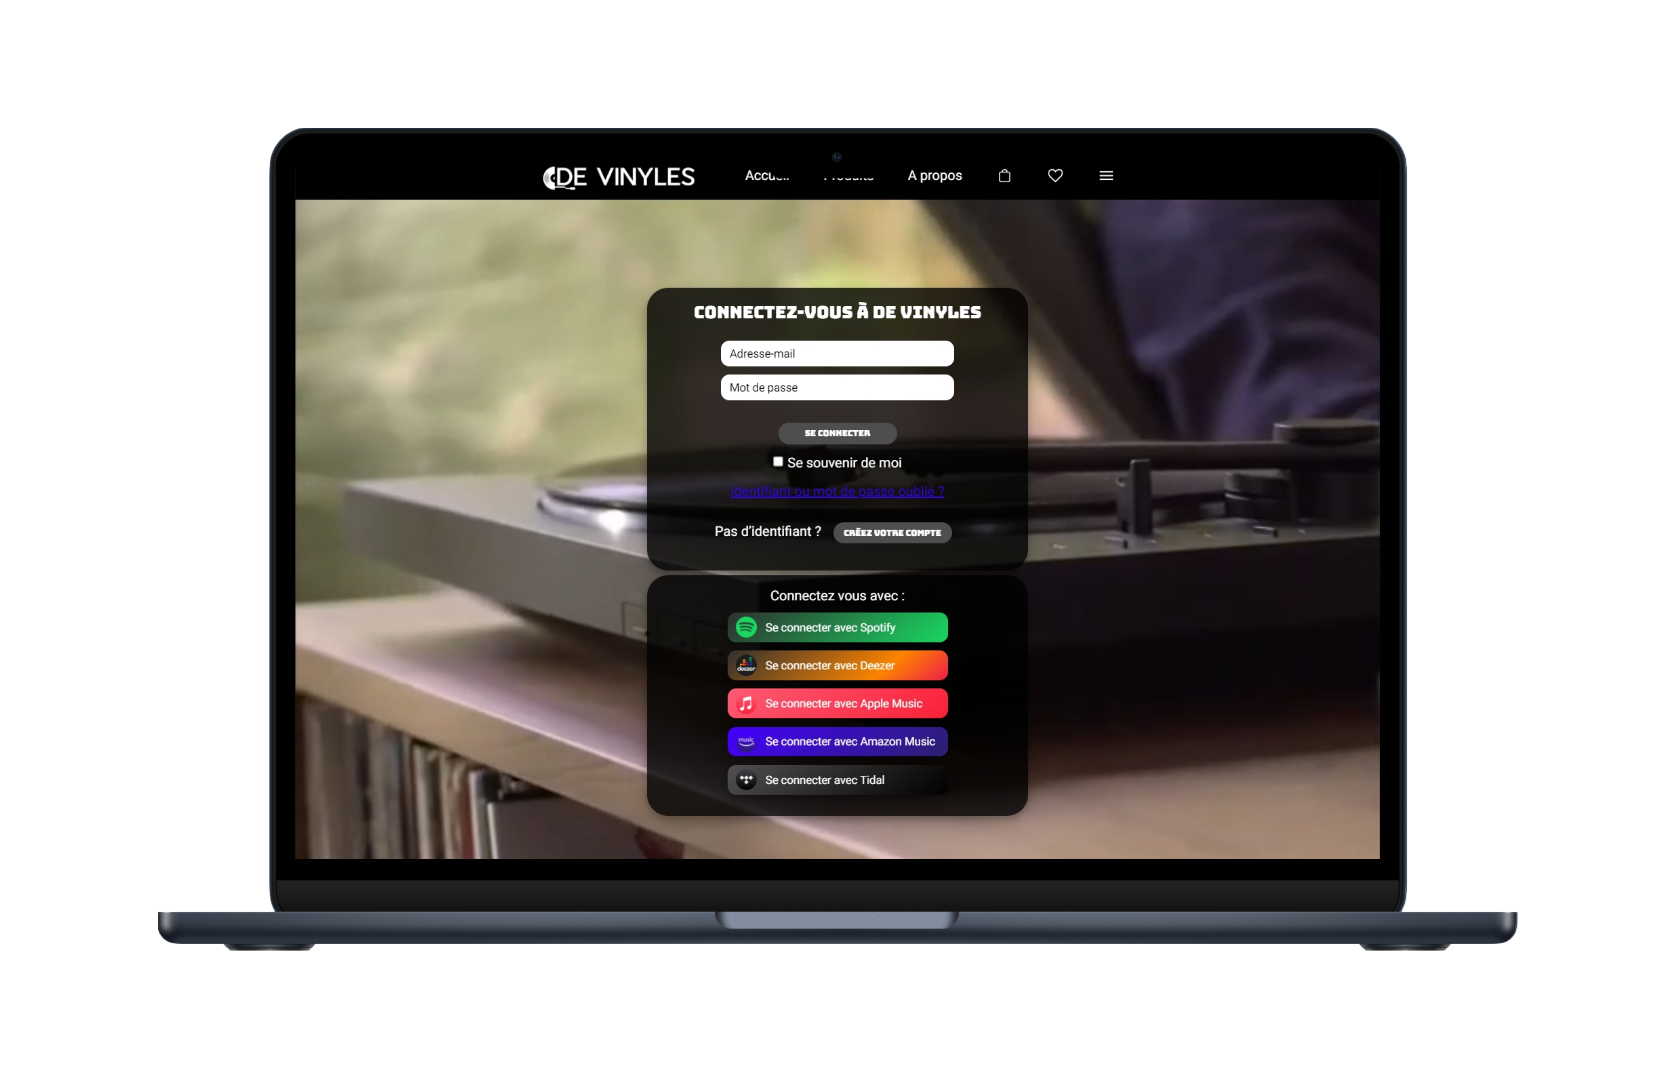 DE VINYLES
A propos
CONNECTEZ-VOUS À DE VINYLES
Adresse-mail
Mot de passe
SE CONNECTER
Se souvenir de moi
Identifiant ou mot de passe oublié ?
Pas d'identifiant ? CRÉEZ VOTRE COMPTE
Connectez vous avec :
Se connecter avec Spotify
deezer Se connecter avec Deezer
Se connecter avec Apple Music
music Se connecter avec Amazon Music
Se connecter avec Tidal